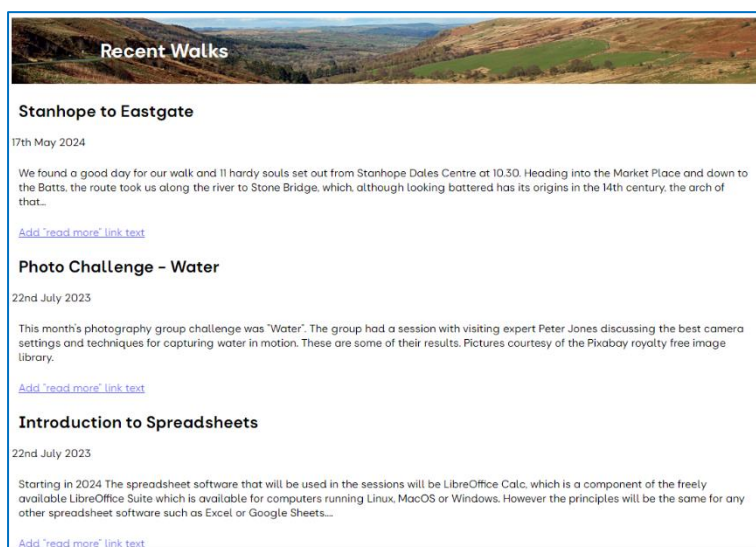 Recent Walks
Stanhope to Eastgate
17th May 2024
We found a good day for our walk and 11 hardy souls set out from Stanhope Dales Centre at 10.30. Heading into the Market Place and down to
the Batts, the route took us along the river to Stone Bridge, which, although looking battered has its origins in the 14th century, the arch of
that...
Add "read more" link text
Photo Challenge – Water
22nd July 2023
This month's photography group challenge was "Water". The group had a session with visiting expert Peter Jones discussing the best camera
settings and techniques for capturing water in motion. These are some of their results. Pictures courtesy of the Pixabay royalty free image
library.
Add "read more" link text
Introduction to Spreadsheets
22nd July 2023
Starting in 2024 The spreadsheet software that will be used in the sessions will be LibreOffice Calc, which is a component of the freely
available LibreOffice Suite which is available for computers running Linux, MacOS or Windows. However the principles will be the same for any
other spreadsheet software such as Excel or Google Sheets....
Add "read more" link text